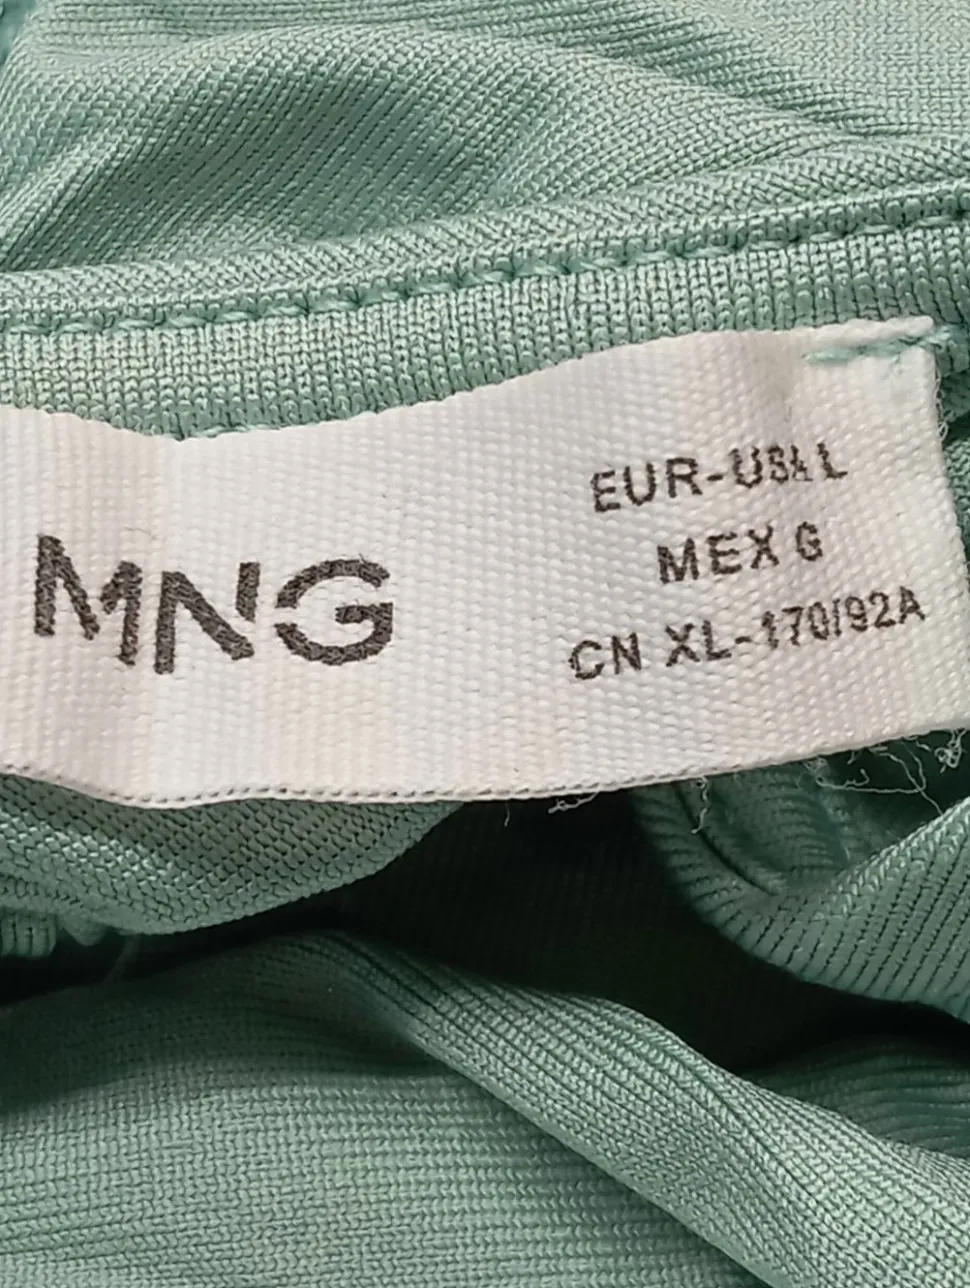 MNG
EUR-USA L
MEX G
CN XL-170/92A